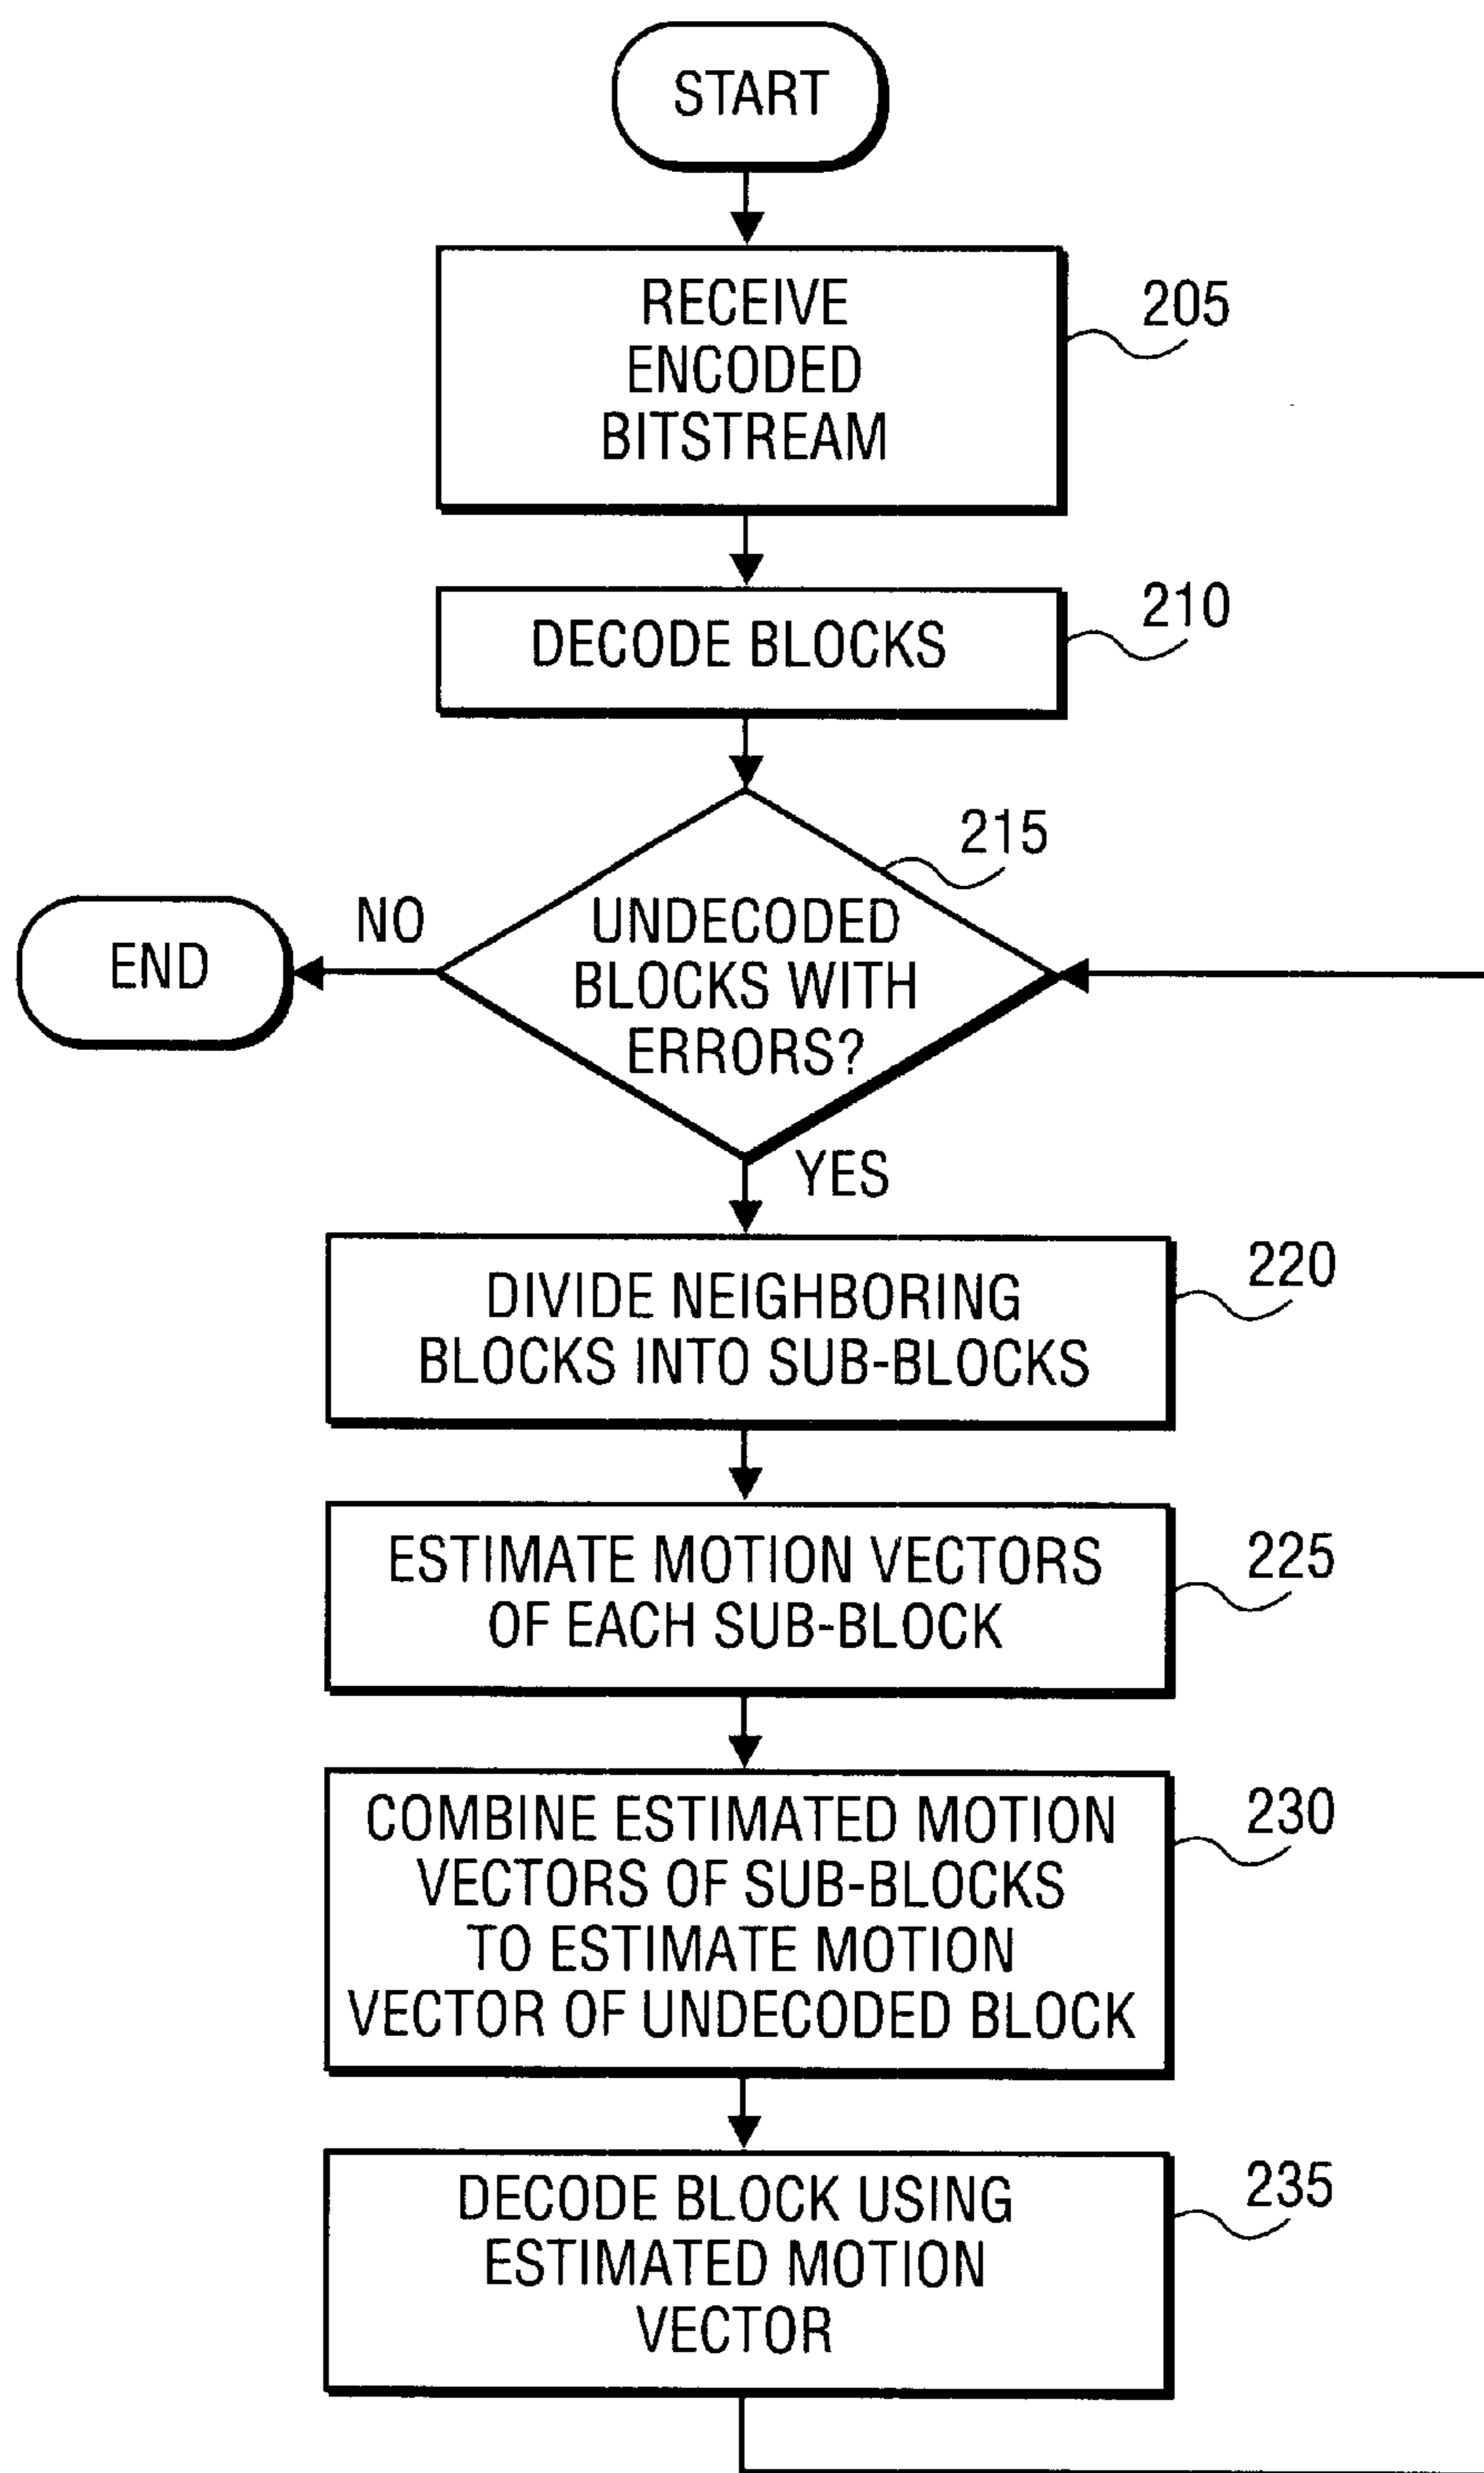 START
RECEIVE
ENCODED
BITSTREAM
205
DECODE BLOCKS
210
215
UNDECODED
BLOCKS WITH
ERRORS?
NO
END
YES
DIVIDE NEIGHBORING
BLOCKS INTO SUB-BLOCKS
220
ESTIMATE MOTION VECTORS
OF EACH SUB-BLOCK
225
COMBINE ESTIMATED MOTION
VECTORS OF SUB-BLOCKS
TO ESTIMATE MOTION
VECTOR OF UNDECODED BLOCK
230
DECODE BLOCK USING
ESTIMATED MOTION
VECTOR
235